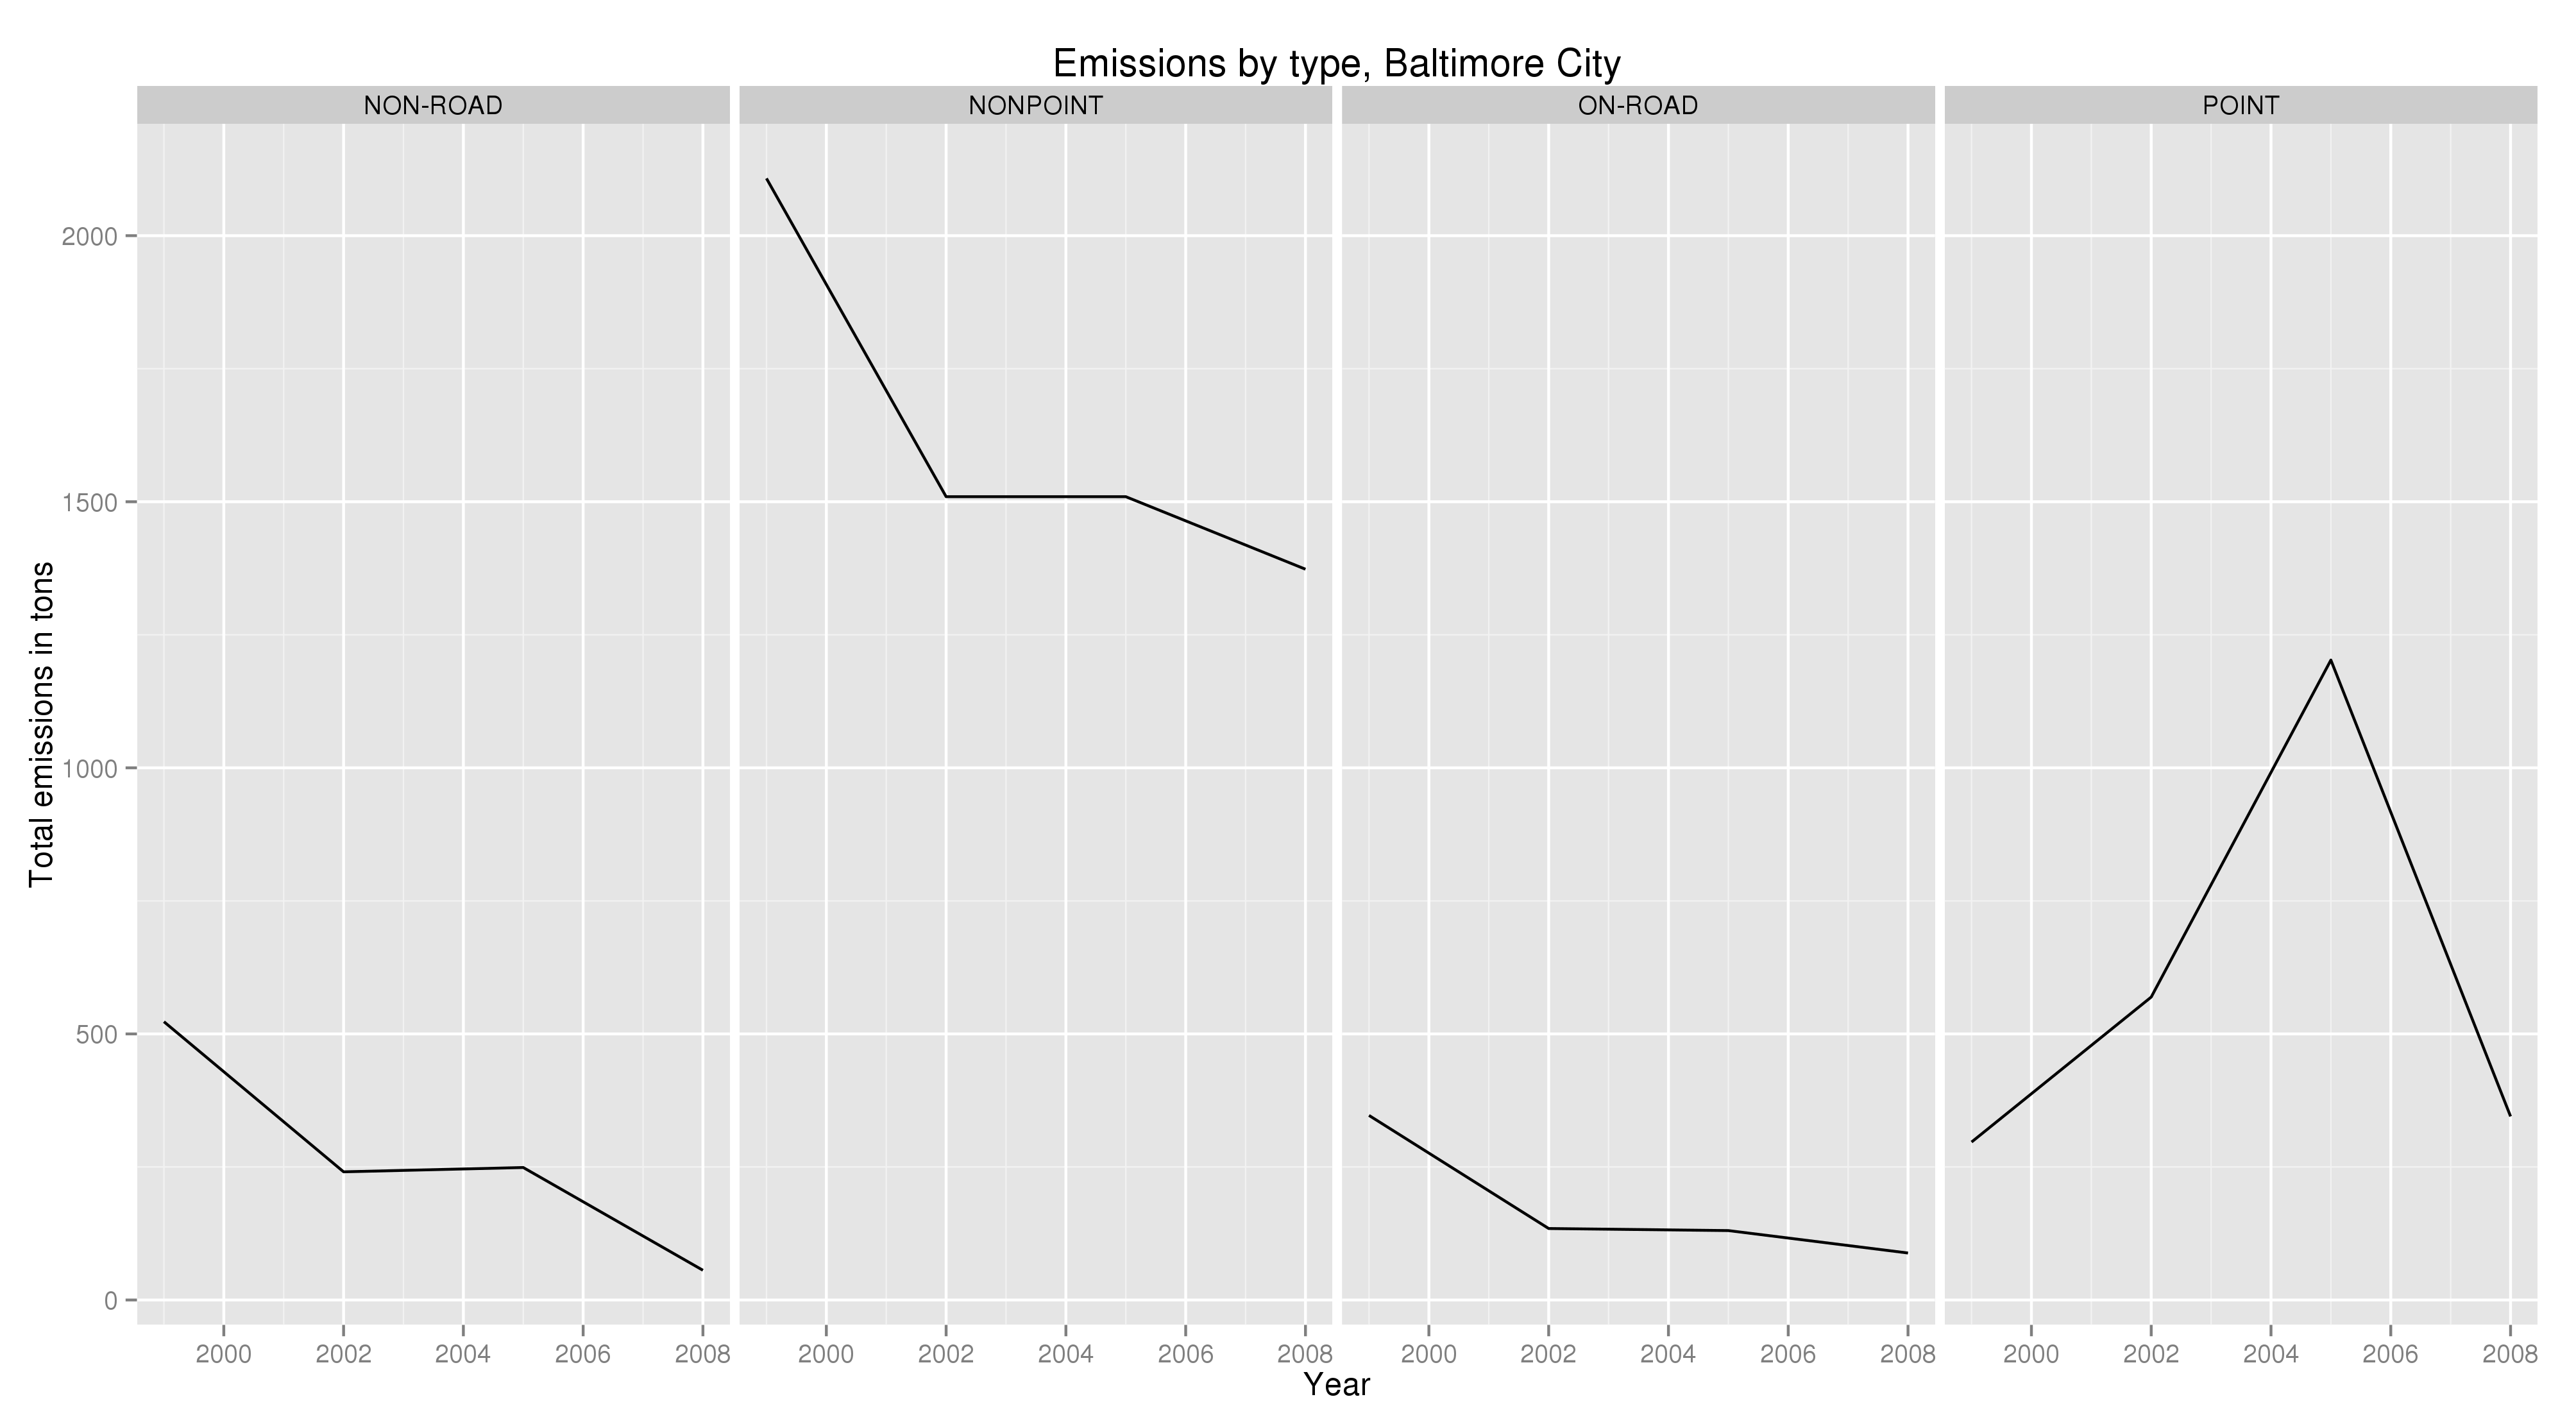 Emissions by type, Baltimore City
NON-ROAD NONPOINT ON-ROAD POINT
Total emissions in tons
2000
1500
1000
500
0
2000 2002 2004 2006 2008 2000 2002 2004 2006 2008 2000 2002 2004 2006 2008 2000 2002 2004 2006 2008
Year